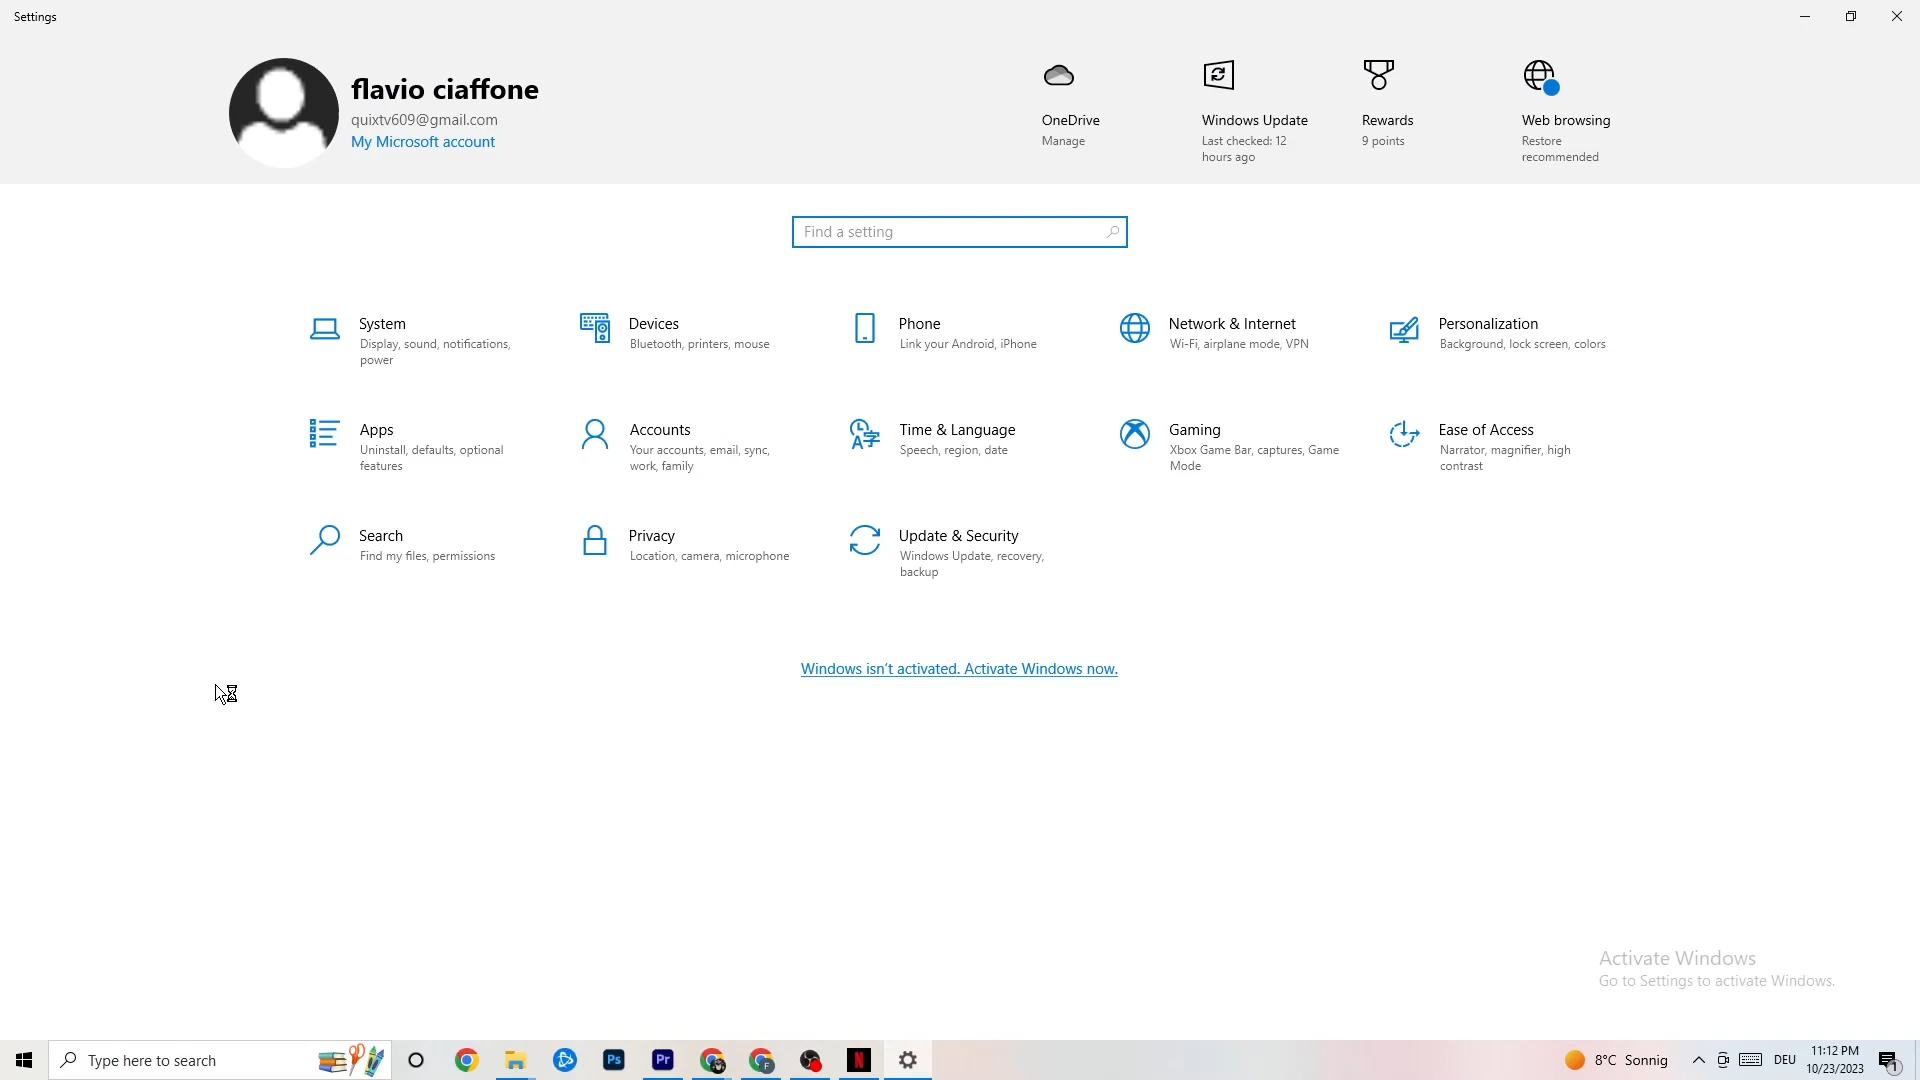 Settings
flavio ciaffone
quixtv609@gmail.com
My Microsoft account
OneDrive
Manage
Windows Update
Last checked: 12
hours ago
Rewards
9 points
Web browsing
Restore
recommended
Find a setting
System
Display, sound, notifications,
power
Devices
Bluetooth, printers, mouse
Phone
Link your Android, iPhone
Network & Internet
Wi-Fi, airplane mode, VPN
Personalization
Background, lock screen, colors
Apps
Uninstall, defaults, optional
features
Accounts
Your accounts, email, sync,
work, family
Time & Language
Speech, region, date
Gaming
Xbox Game Bar, captures, Game
Mode
Ease of Access
Narrator, magnifier, high
contrast
Search
Find my files, permissions
Privacy
Location, camera, microphone
Update & Security
Windows Update, recovery,
backup
Windows isn't activated. Activate Windows now.
Activate Windows
Go to Settings to activate Windows.
Type here to search
Ps
Pr
F
N
8°C Sonnig
DEU
11:12 PM
10/23/2023
1